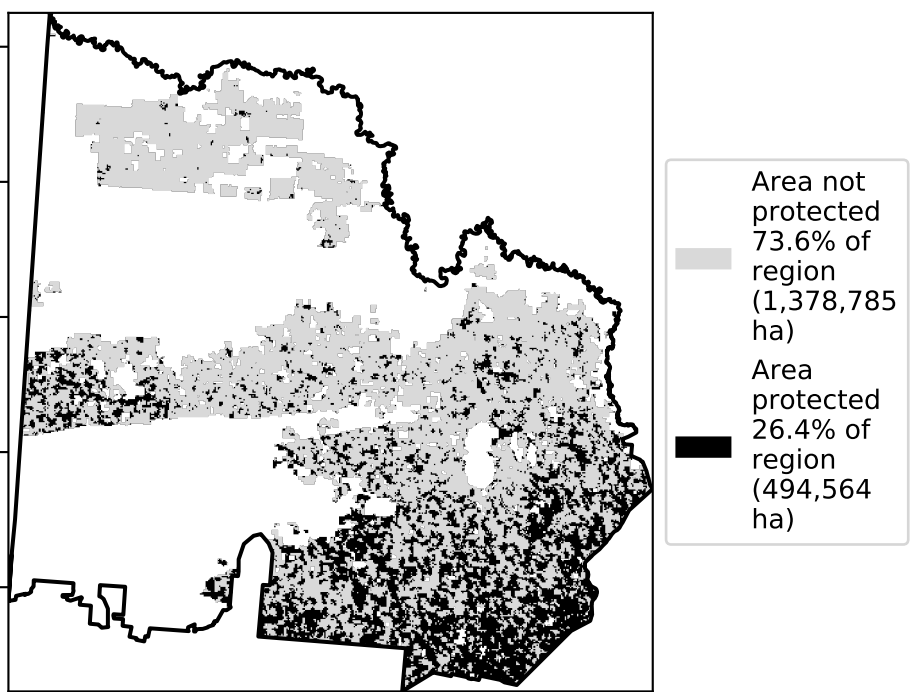 Area not
protected
73.6% of
region
(1,378,785
ha)
Area
protected
26.4% of
region
(494,564
ha)